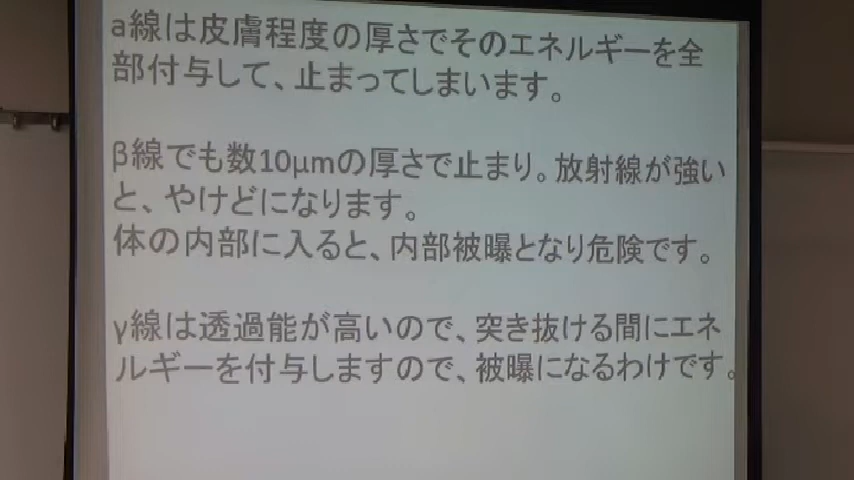 α線は皮膚程度の厚さでそのエネルギーを全
部付与して、止まってしまいます。
β線でも数10μmの厚さで止まり。放射線が強い
と、やけどになります。
体の内部に入ると、内部被曝となり危険です。
γ線は透過能が高いので、突き抜ける間にエネ
ルギーを付与しますので、被曝になるわけです。